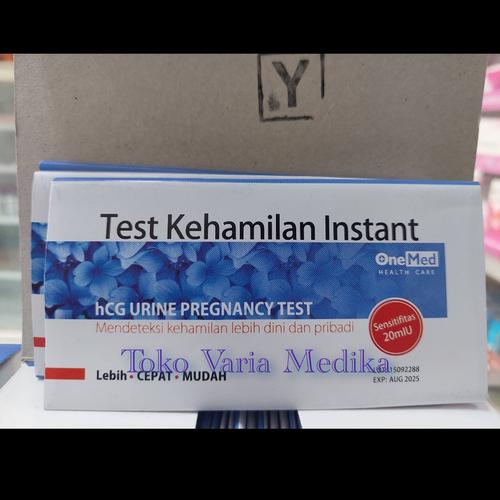 Y
Test Kehamilan Instant
OneMed
HEALTH CARE
hCG URINE PREGNANCY TEST
Mendeteksi kehamilan lebih dini dan pribadi
Sensitifitas
20mIU
Toko Varia Medika
Lebih • CEPAT • MUDAH
15092288
EXP: AUG 2025